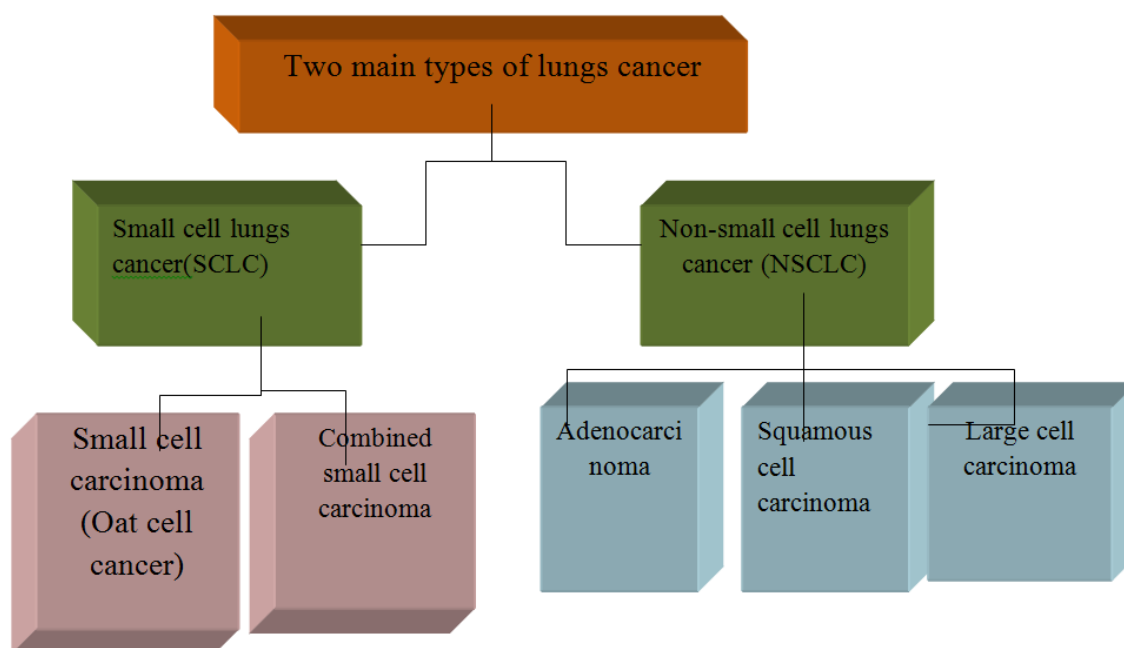 Two main types of lungs cancer
Small cell lungs
cancer(SCLC)
Non-small cell lungs
cancer (NSCLC)
Small cell
carcinoma
(Oat cell
cancer)
Combined
small cell
carcinoma
Adenocarci
noma
Squamous
cell
carcinoma
Large cell
carcinoma